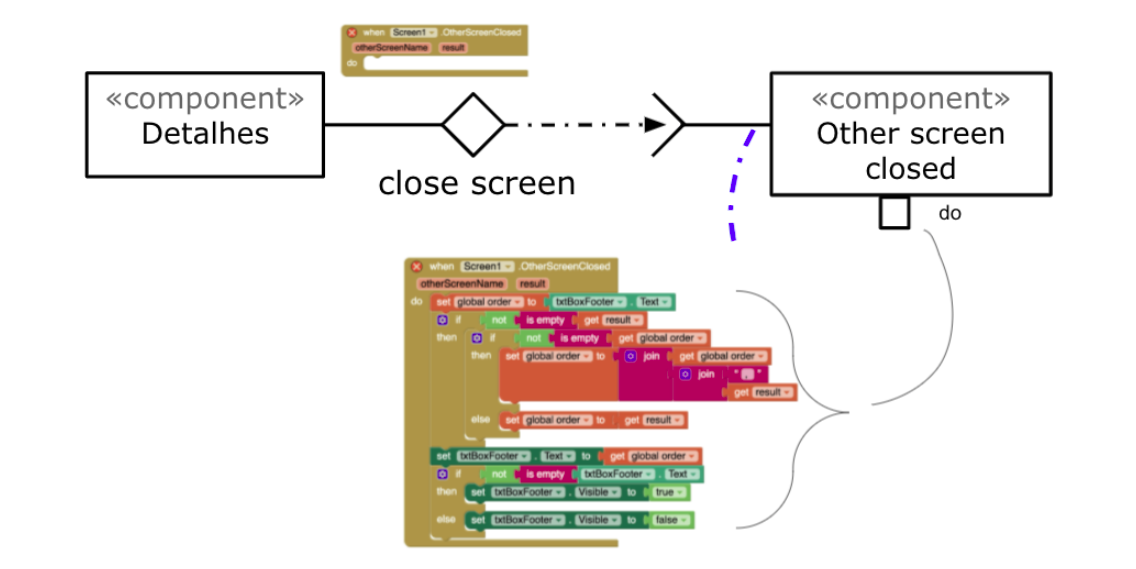 when Screen1 .OtherScreenClosed
otherScreenName result
do
«component»
Detalhes
close screen
«component»
Other screen
closed
do
when Screen1 .OtherScreenClosed
otherScreenName result
do set global order to txtBoxFooter . Text
if not is empty get result
then if not is empty get global order
then set global order to join get global order
join " , "
get result
else set global order to get result
set txtBoxFooter . Text to get global order
if not is empty txtBoxFooter . Text
then set txtBoxFooter . Visible to true
else set txtBoxFooter . Visible to false